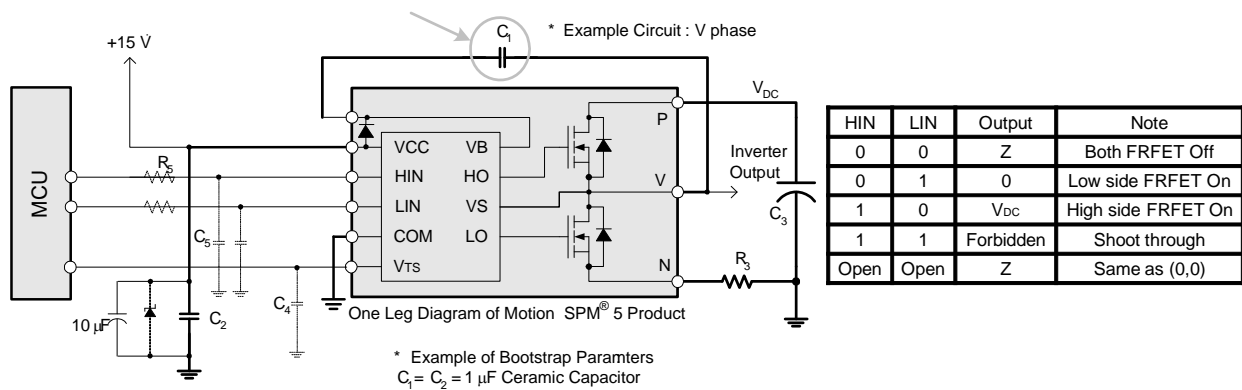 C1
* Example Circuit : V phase
+15 V
VDC
MCU
R5
C5
VCC VB
HIN HO
LIN VS
COM LO
VTS
P
V
N
Inverter
Output
C3
R3
C4
10 µF
C2
One Leg Diagram of Motion SPM® 5 Product
* Example of Bootstrap Paramters
C1= C2 = 1 µF Ceramic Capacitor
HIN LIN Output Note
0 0 Z Both FRFET Off
0 1 0 Low side FRFET On
1 0 VDC High side FRFET On
1 1 Forbidden Shoot through
Open Open Z Same as (0,0)